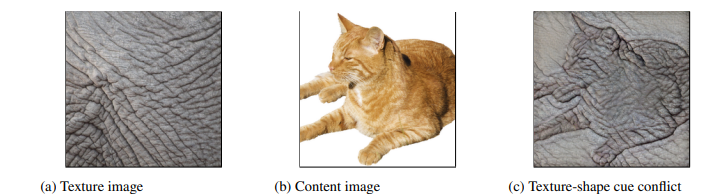 (a) Texture image
(b) Content image
(c) Texture-shape cue conflict